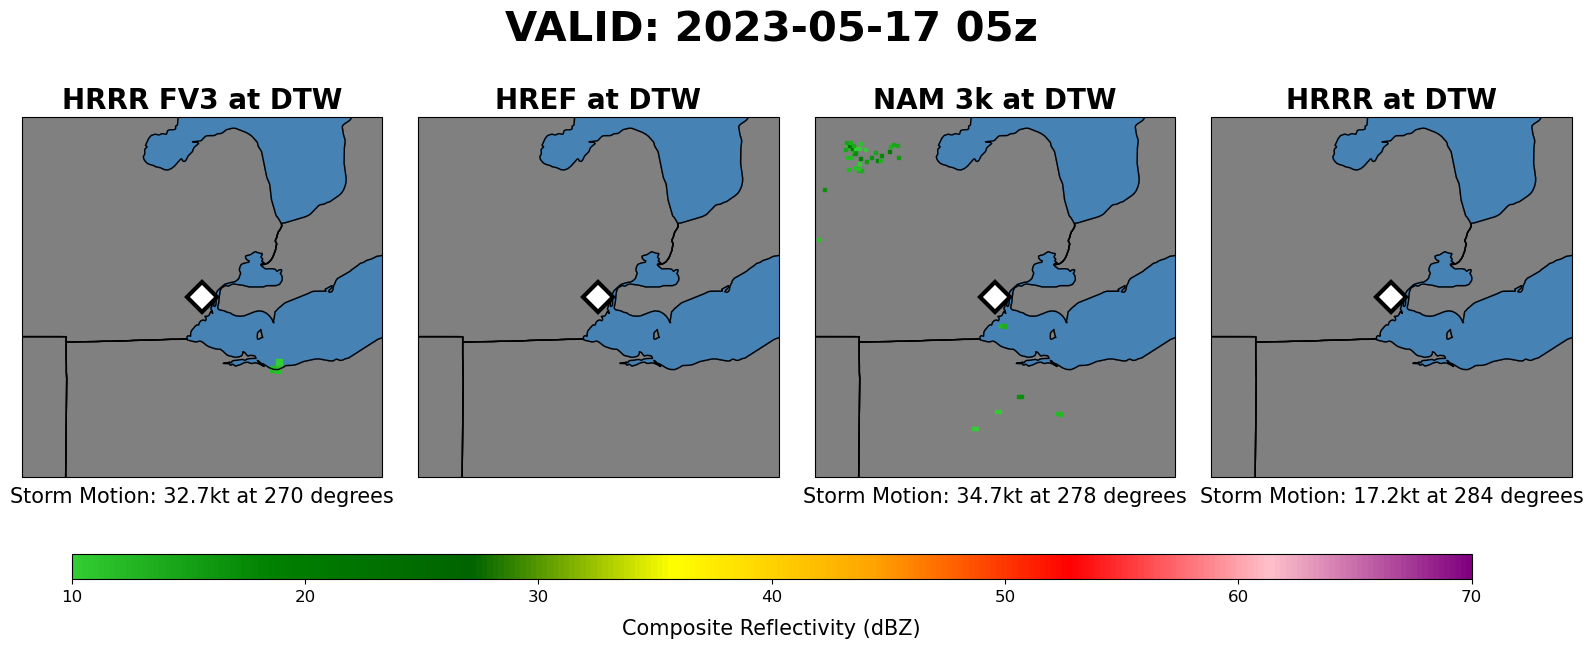 VALID: 2023-05-17 05z
HRRR FV3 at DTW
HREF at DTW
NAM 3k at DTW
HRRR at DTW
Storm Motion: 32.7kt at 270 degrees
Storm Motion: 34.7kt at 278 degrees
Storm Motion: 17.2kt at 284 degrees
10 20 30 40 50 60 70
Composite Reflectivity (dBZ)